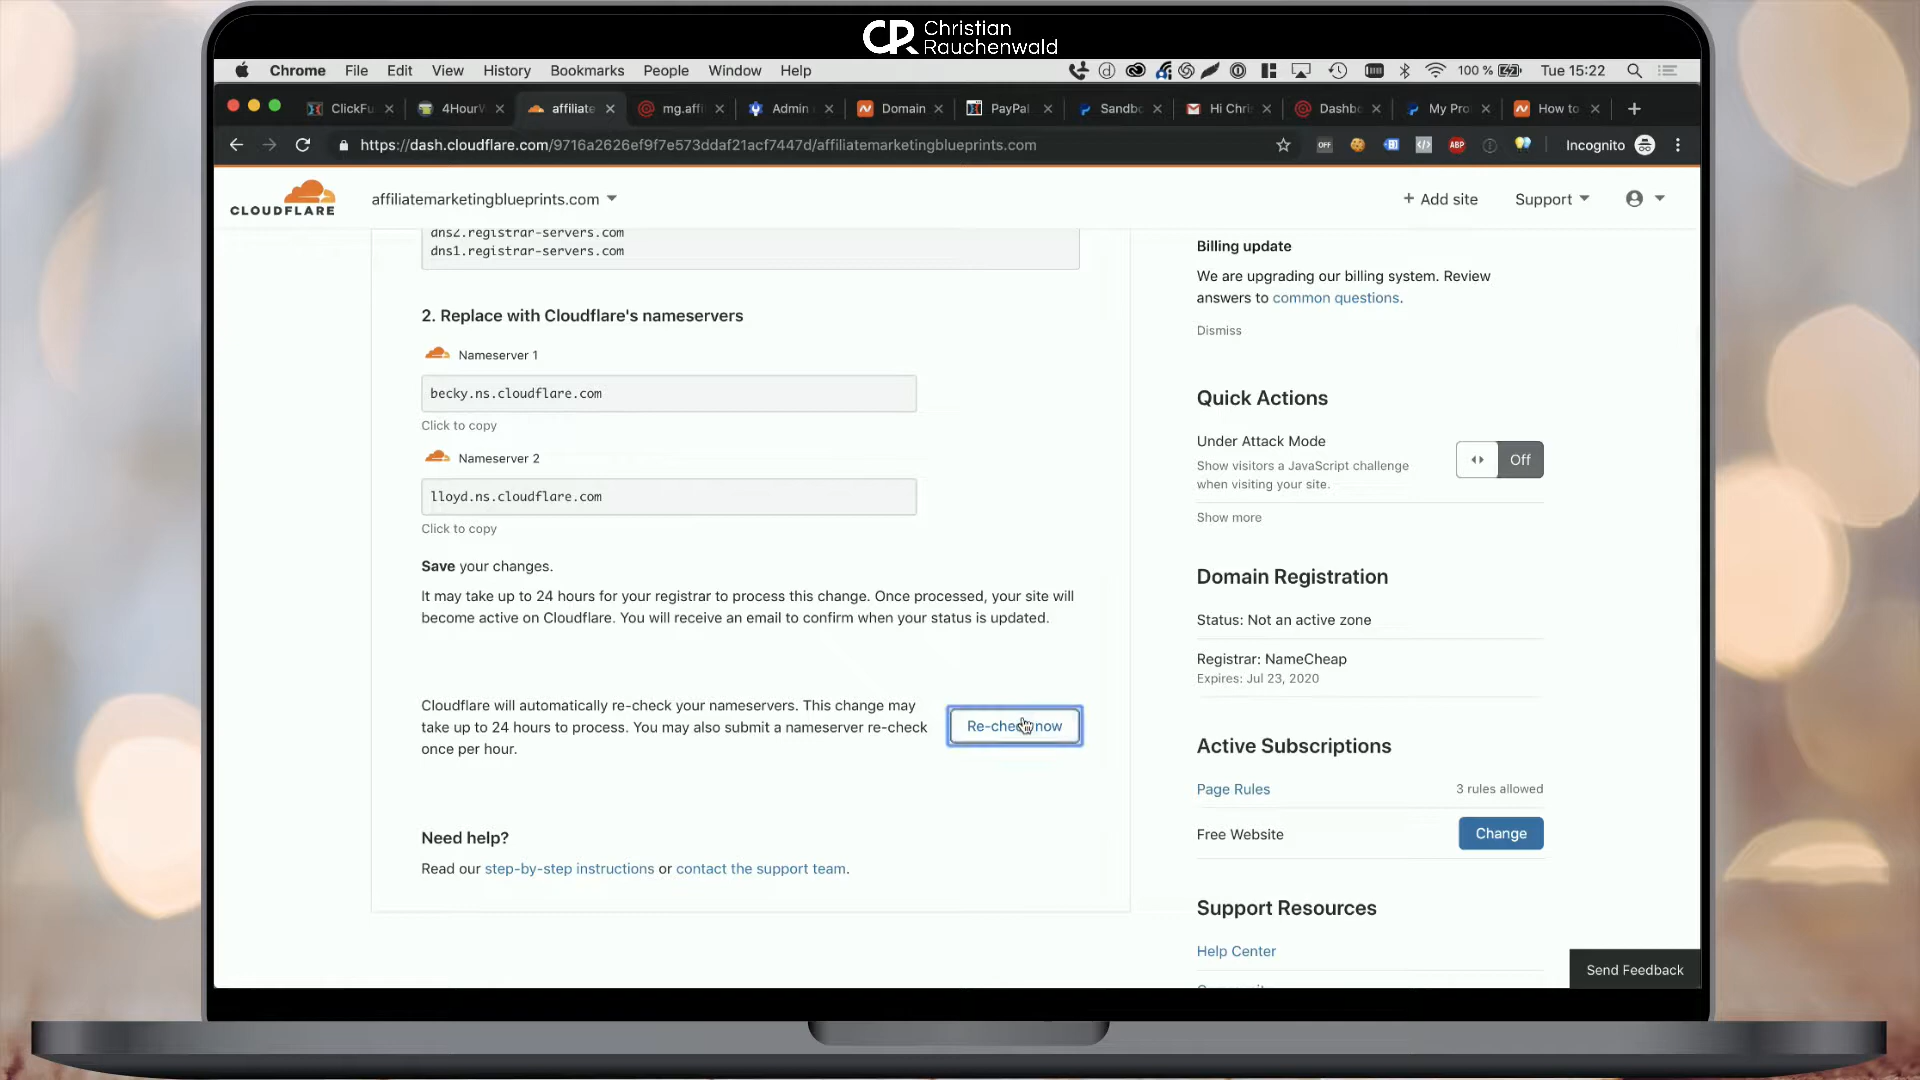 Christian
Rauchenwald
Chrome File Edit View History Bookmarks People Window Help 100 % Tue 15:22
ClickFu 4HourW affiliate mg.affi Admin Domain PayPal Sandbo Hi Chri Dashbo My Pro How to
https://dash.cloudflare.com/9716a2626ef9f7e573ddaf21acf7447d/affiliatemarketingblueprints.com OFF ABP Incognito
CLOUDFLARE
affiliatemarketingblueprints.com
+ Add site Support
dns2.registrar-servers.com
dns1.registrar-servers.com
2. Replace with Cloudflare's nameservers
Nameserver 1
becky.ns.cloudflare.com
Click to copy
Nameserver 2
lloyd.ns.cloudflare.com
Click to copy
Save your changes.
It may take up to 24 hours for your registrar to process this change. Once processed, your site will
become active on Cloudflare. You will receive an email to confirm when your status is updated.
Cloudflare will automatically re-check your nameservers. This change may
take up to 24 hours to process. You may also submit a nameserver re-check
once per hour.
Re-check now
Need help?
Read our step-by-step instructions or contact the support team.
Billing update
We are upgrading our billing system. Review
answers to common questions.
Dismiss
Quick Actions
Under Attack Mode
Show visitors a JavaScript challenge
when visiting your site.
Off
Show more
Domain Registration
Status: Not an active zone
Registrar: NameCheap
Expires: Jul 23, 2020
Active Subscriptions
Page Rules 3 rules allowed
Free Website Change
Support Resources
Help Center
Send Feedback